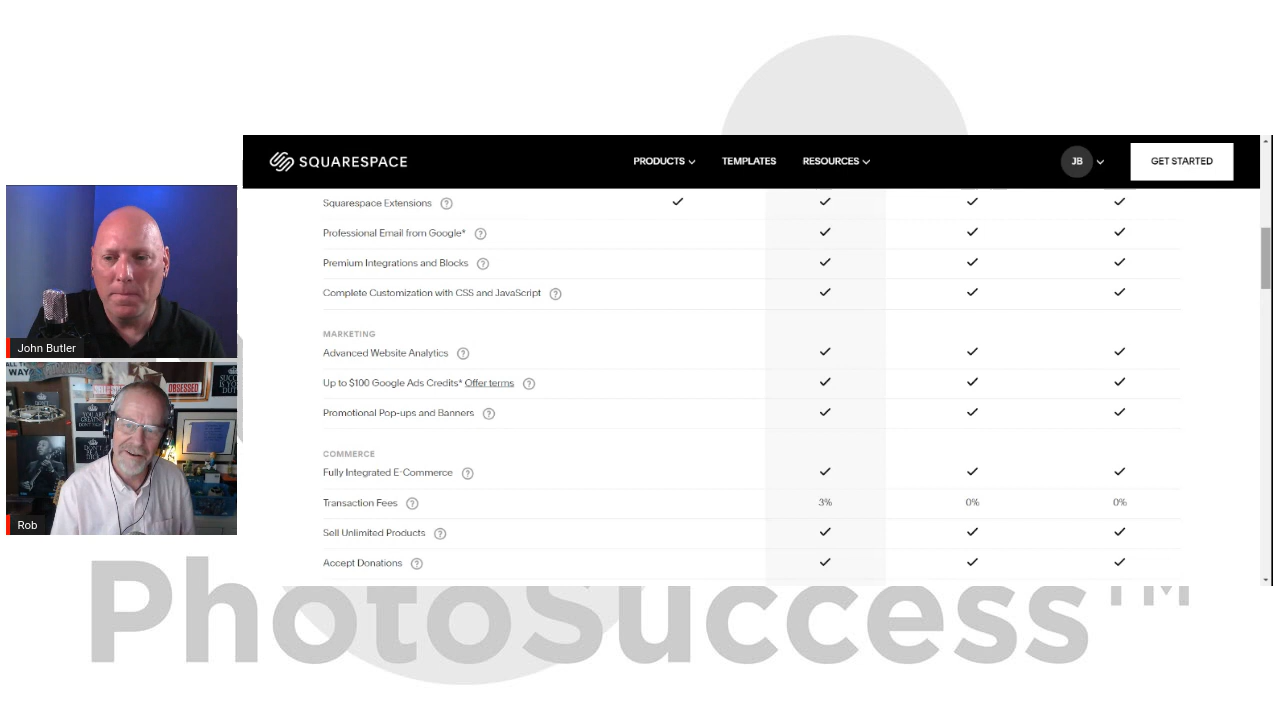 SQUARESPACE
PRODUCTS
TEMPLATES
RESOURCES
JB
GET STARTED
Squarespace Extensions ?
Professional Email from Google* ?
Premium Integrations and Blocks ?
Complete Customization with CSS and JavaScript ?
MARKETING
Advanced Website Analytics ?
Up to $100 Google Ads Credits* Offer terms ?
Promotional Pop-ups and Banners ?
COMMERCE
Fully Integrated E-Commerce ?
Transaction Fees ? 3% 0% 0%
Sell Unlimited Products ?
Accept Donations ?
John Butler
OBSESSED
Rob
PhotoSuccess™